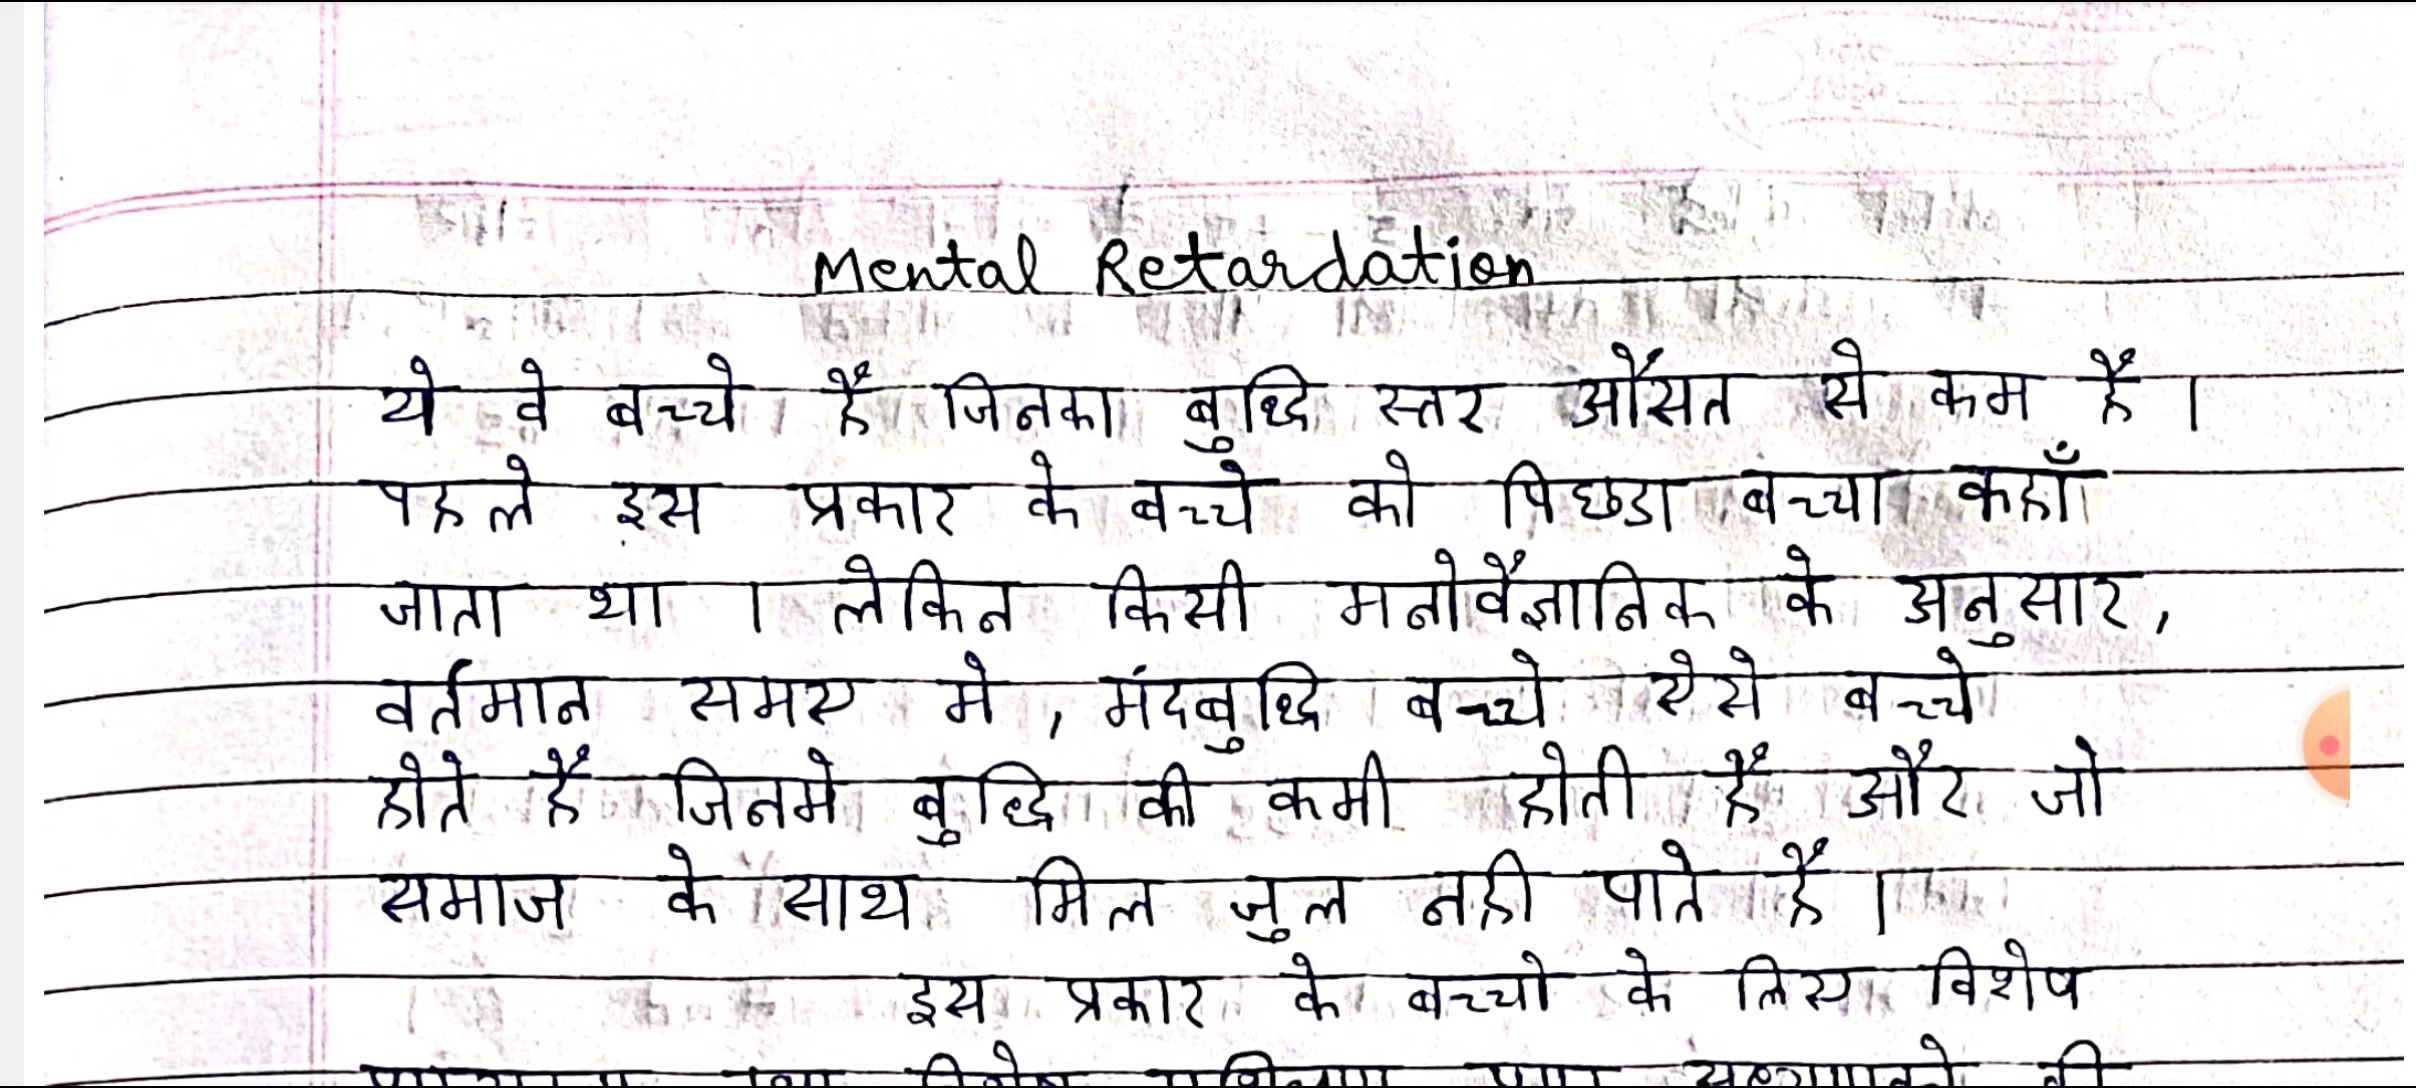 Mental Retardation
ये वे बच्चे हैं जिनका बुद्धि स्तर औसत से कम हैं ।
पहले इस प्रकार के बच्चे को पिछडा बच्चा कहाँ
जाता था । लेकिन किसी मनोवैज्ञानिक के अनुसार,
वर्तमान समय मे , मंदबुद्धि बच्चे ऐसे बच्चे
होते हैं जिनमे बुद्धि की कमी होती हैं और जो
समाज के साथ मिल जुल नही पाते हैं ।
इस प्रकार के बच्चो के लिए विशेष